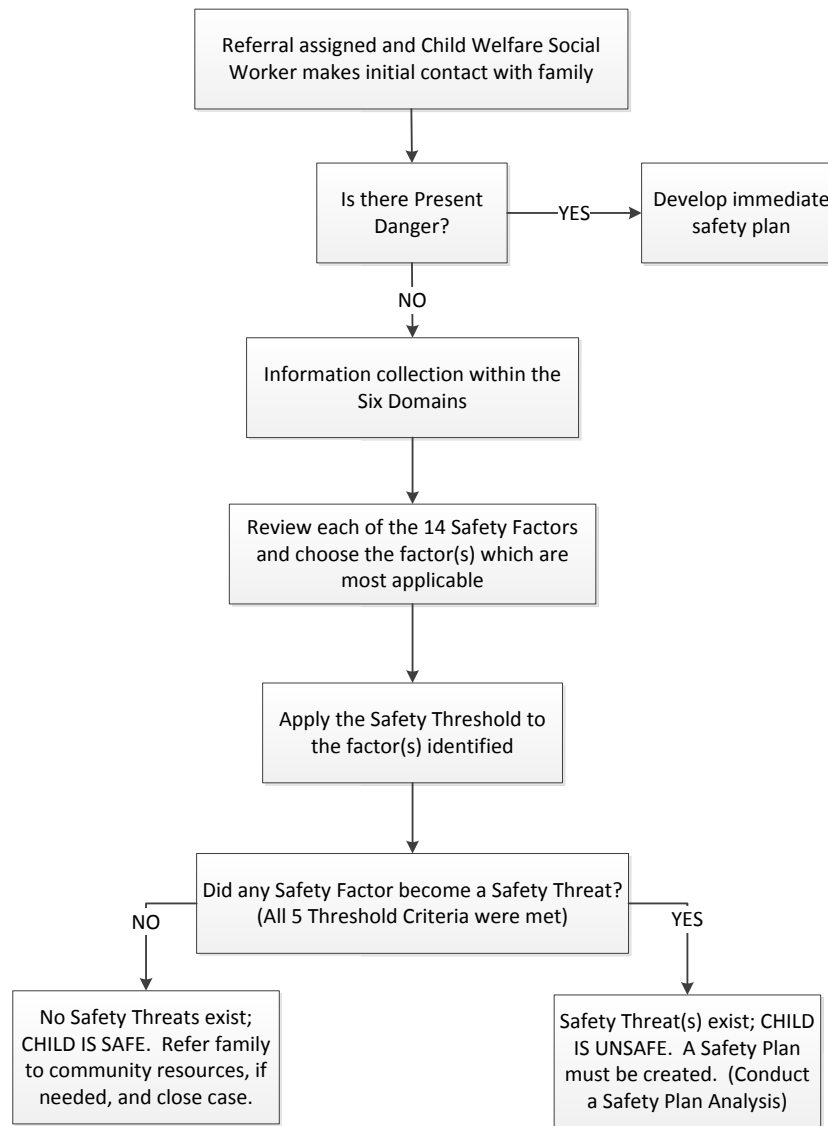 Referral assigned and Child Welfare Social
Worker makes initial contact with family
Is there Present
Danger?
YES
Develop immediate
safety plan
NO
Information collection within the
Six Domains
Review each of the 14 Safety Factors
and choose the factor(s) which are
most applicable
Apply the Safety Threshold to
the factor(s) identified
Did any Safety Factor become a Safety Threat?
(All 5 Threshold Criteria were met)
NO
YES
No Safety Threats exist;
CHILD IS SAFE.  Refer family
to community resources, if
needed, and close case.
Safety Threat(s) exist; CHILD
IS UNSAFE.  A Safety Plan
must be created.  (Conduct
a Safety Plan Analysis)